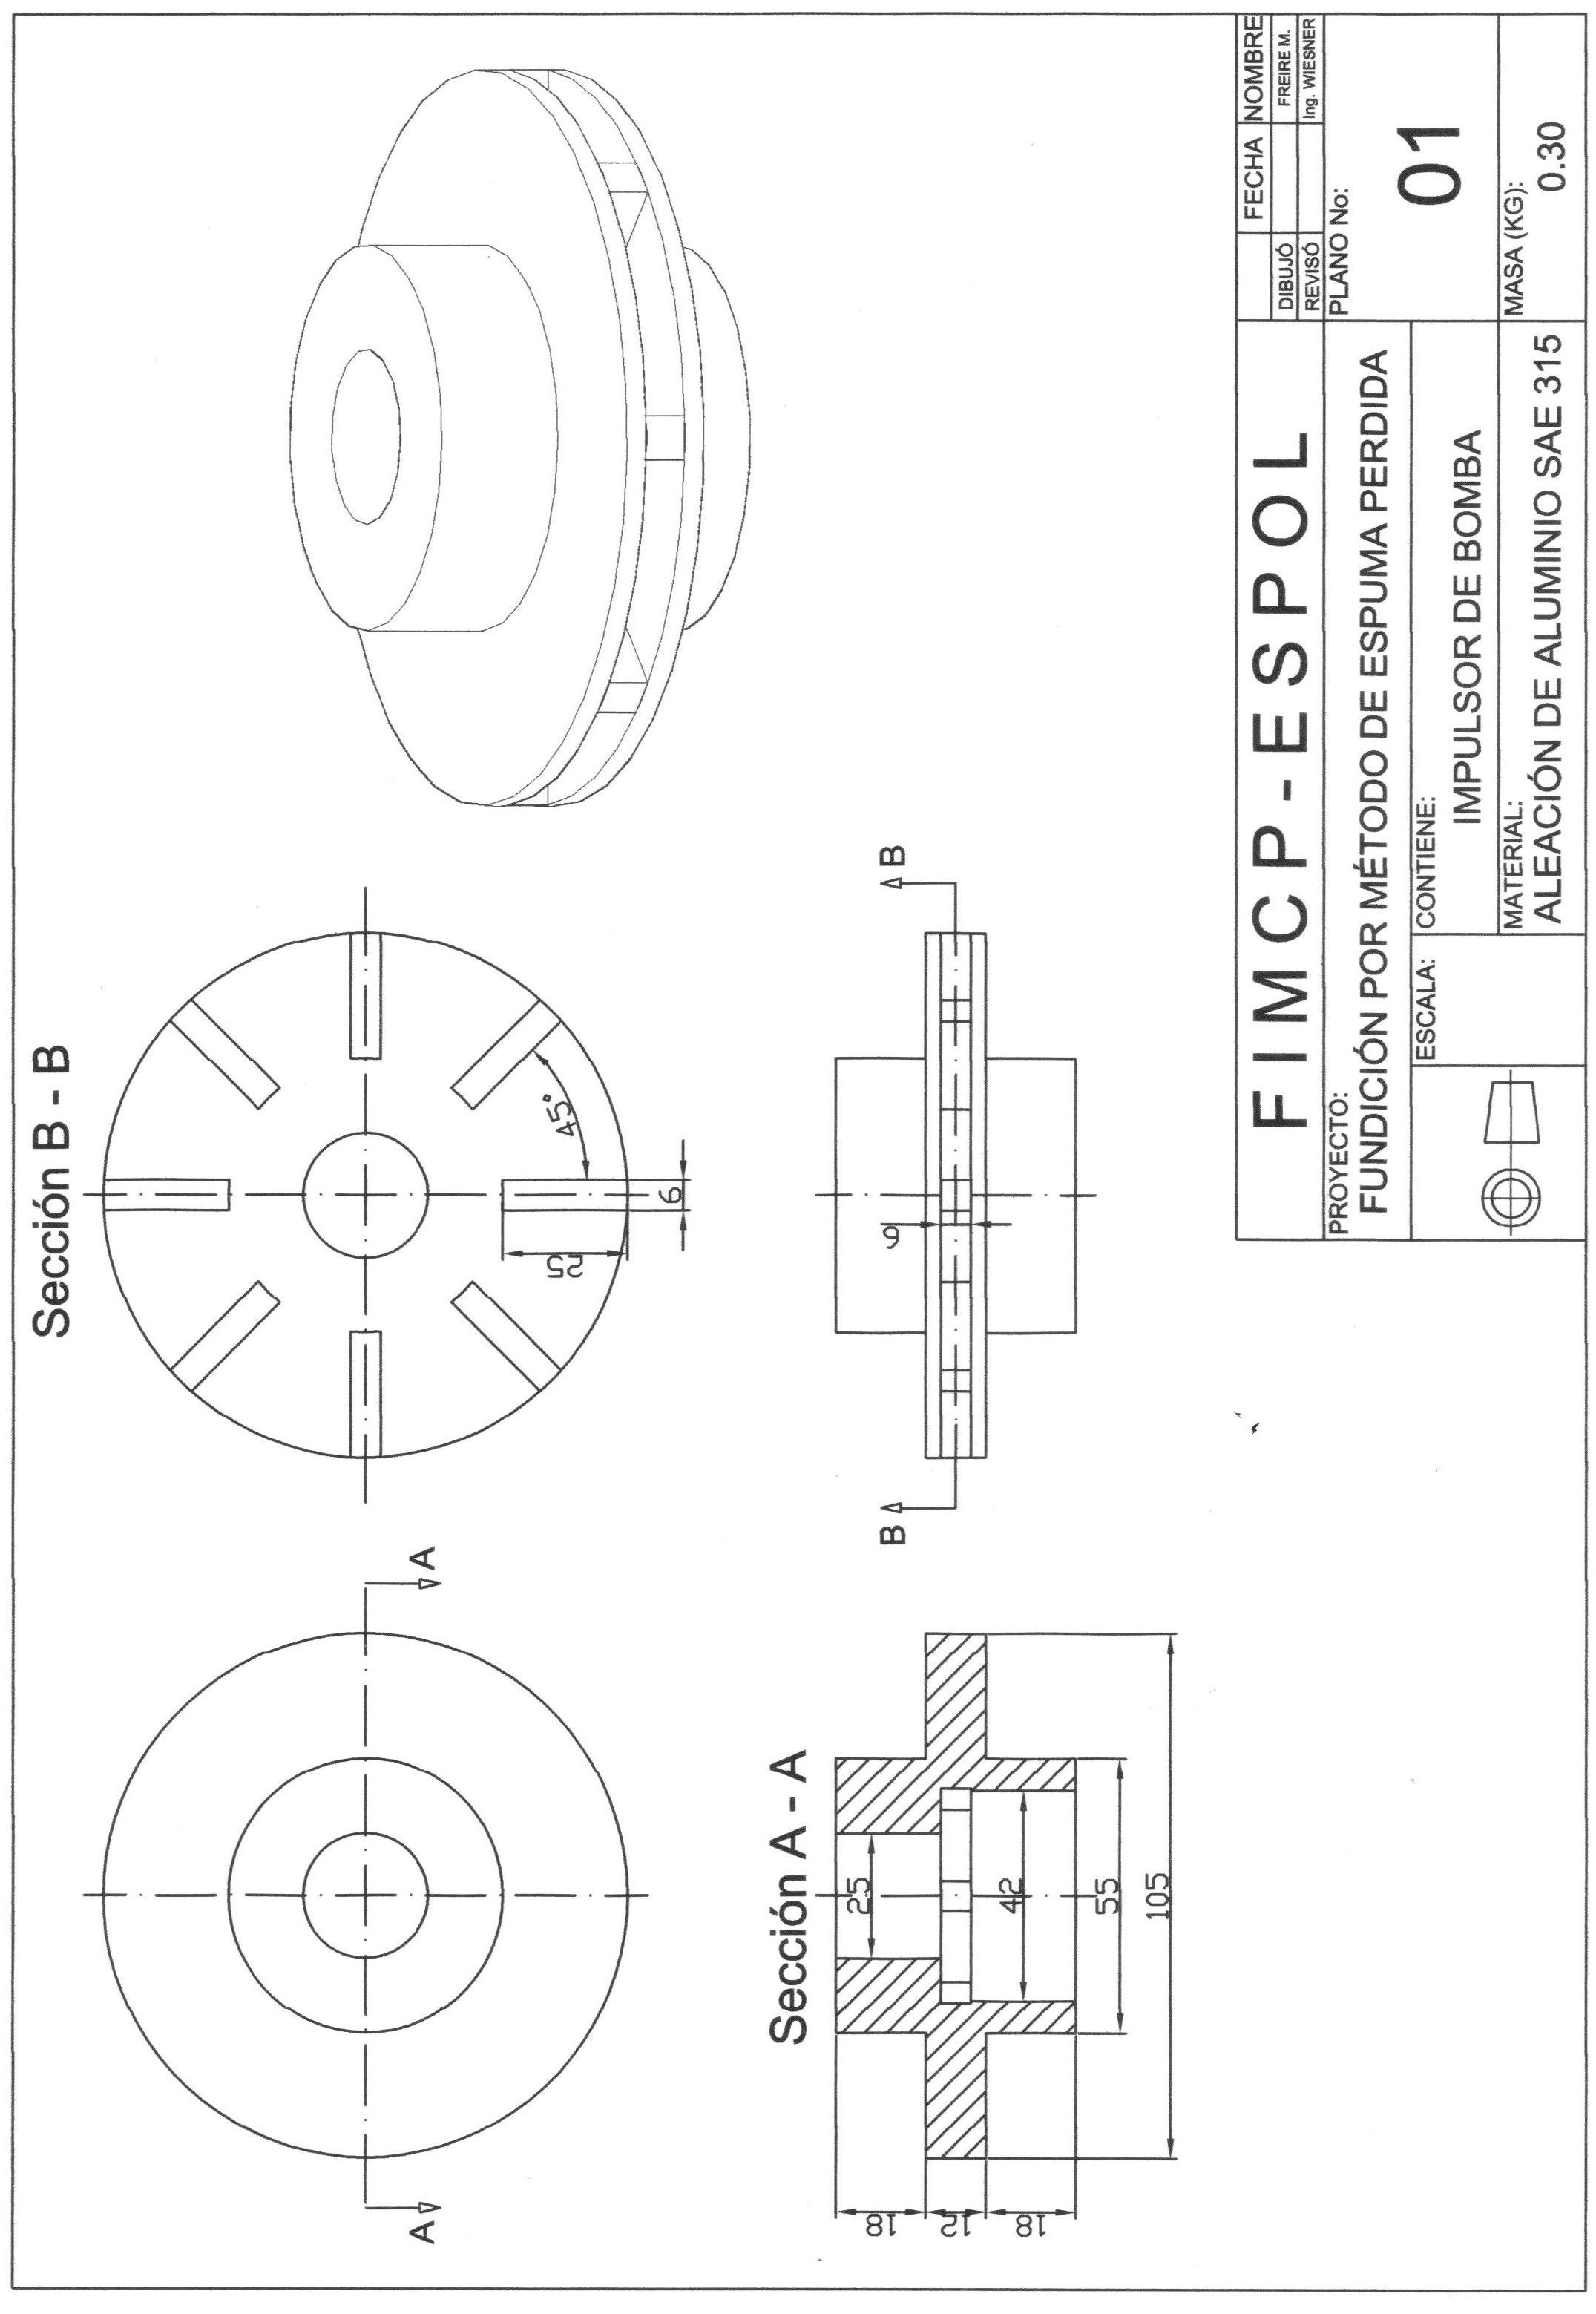 Sección B - B
45°
25
6
A
A
B
B
6
Sección A - A
25
42
55
105
18
12
18
FIMCP-ESPOL
FECHA NOMBRE
DIBUJÓ FREIRE M.
REVISÓ Ing. WIESNER
PROYECTO:
FUNDICIÓN POR MÉTODO DE ESPUMA PERDIDA
PLANO No:
01
ESCALA:
CONTIENE:
IMPULSOR DE BOMBA
MATERIAL:
ALEACIÓN DE ALUMINIO SAE 315
MASA (KG):
0.30